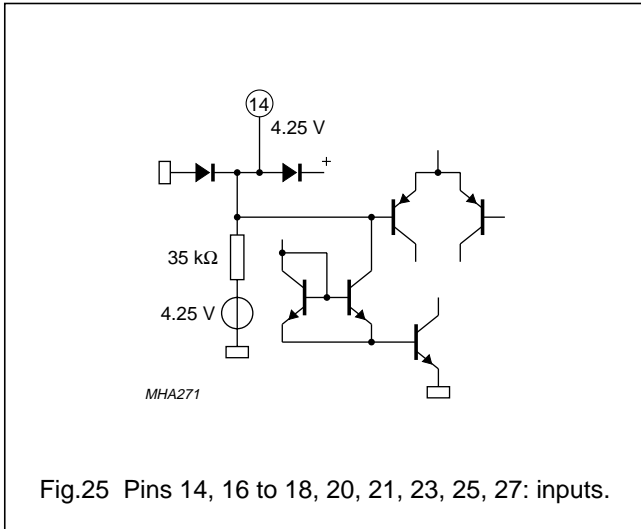 14
4.25 V
+
35 kΩ
4.25 V
MHA271
Fig.25 Pins 14, 16 to 18, 20, 21, 23, 25, 27: inputs.